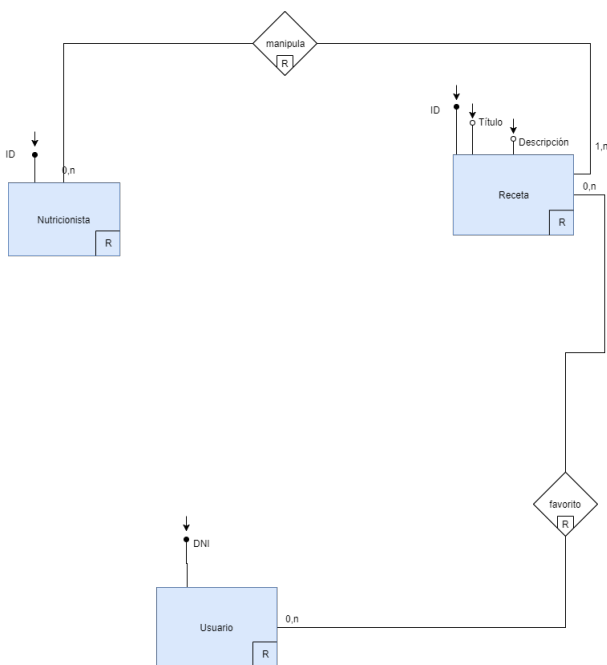 manipula
R
ID
Título
Descripción
ID
0,n
1,n
0,n
Nutricionista
R
Receta
R
favorito
R
DNI
Usuario
R
0,n